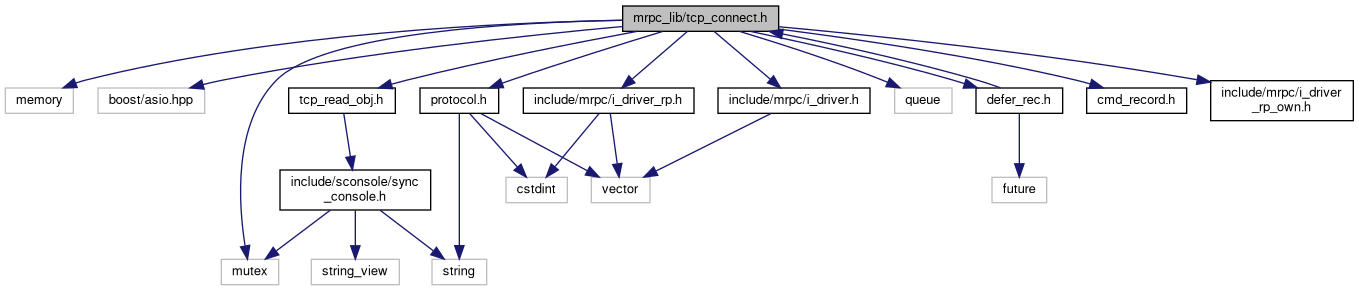 mrpc_lib/tcp_connect.h
memory
boost/asio.hpp
tcp_read_obj.h
protocol.h
include/mrpc/i_driver_rp.h
include/mrpc/i_driver.h
queue
defer_rec.h
cmd_record.h
include/mrpc/i_driver
_rp_own.h
include/sconsole/sync
_console.h
cstdint
vector
future
mutex
string_view
string